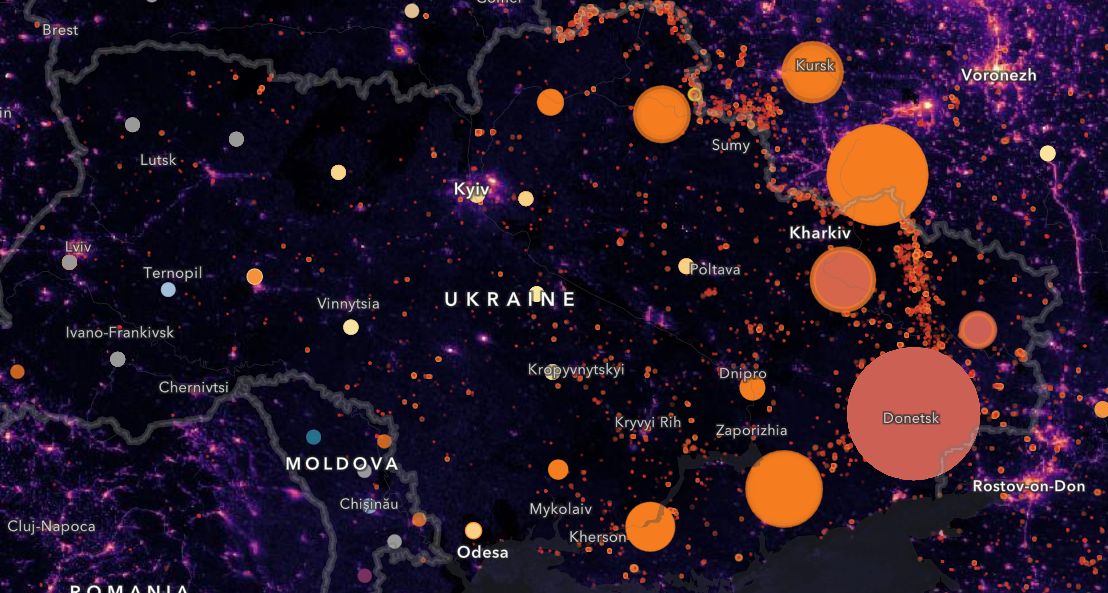 Gomel
Brest
Kursk
Voronezh
Sumy
Lutsk
Kyiv
Kharkiv
Lviv
Ternopil
Poltava
UKRAINE
Vinnytsia
Ivano-Frankivsk
Kropyvnytskyi
Dnipro
Chernivtsi
Donetsk
Kryvyi Rih
Zaporizhia
MOLDOVA
Rostov-on-Don
Chișinău
Mykolaiv
Cluj-Napoca
Kherson
Odesa
ROMANIA